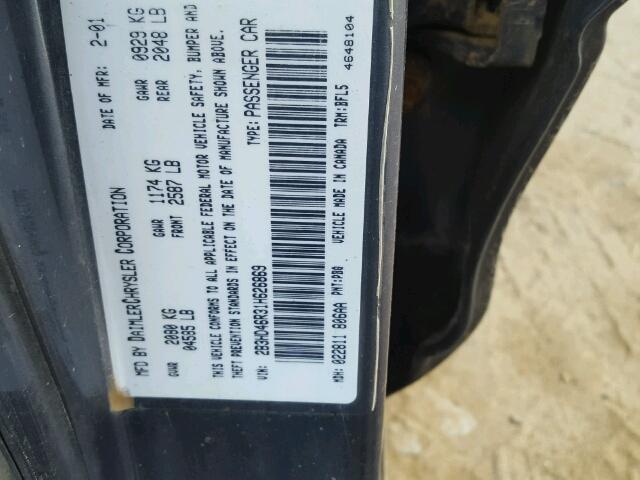 MFD BY DAIMLERCHRYSLER CORPORATION DATE OF MFR: 2-01
GVWR 2080 KG 04585 LB GAWR FRONT 1174 KG 2587 LB GAWR REAR 0929 KG 2048 LB
THIS VEHICLE CONFORMS TO ALL APPLICABLE FEDERAL MOTOR VEHICLE SAFETY, BUMPER AND
THEFT PREVENTION STANDARDS IN EFFECT ON THE DATE OF MANUFACTURE SHOWN ABOVE.
VIN: 2B3HD46R31H626869 TYPE: PASSENGER CAR
MDH: 022811 806AA PNT: PB8 VEHICLE MADE IN CANADA TRM: BFL5 4648104